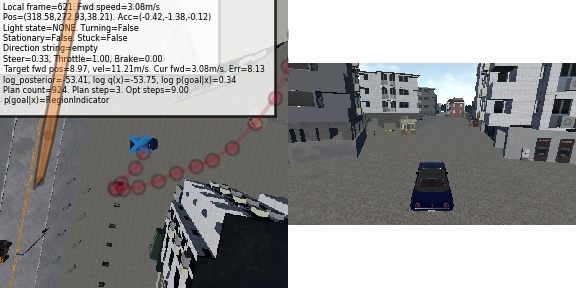 Local frame=621. Fwd speed=3.08m/s
Pos=(318.58,272.93,38.21). Acc=(-0.42,-1.38,-0.12)
Light state=NONE. Turning=False
Stationary=False. Stuck=False
Direction string=empty
Steer=0.33, Throttle=1.00, Brake=0.00
Target fwd pos=8.97, vel=11.21m/s. Cur fwd=3.08m/s, Err=8.13
log_posterior=-53.41, log q(x)=-53.75, log p(goal|x)=0.34
Plan count=924. Plan step=3. Opt steps=9.00
p(goal|x)=RegionIndicator